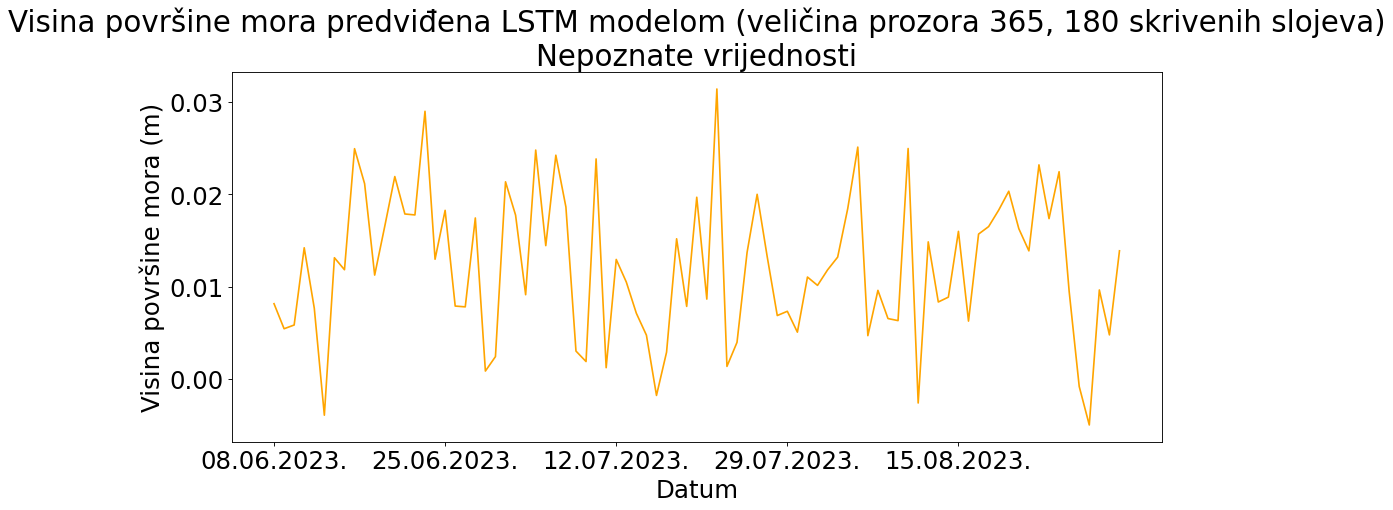 Visina površine mora predviđena LSTM modelom (veličina prozora 365, 180 skrivenih slojeva)
Nepoznate vrijednosti
Visina površine mora (m)
0.03
0.02
0.01
0.00
08.06.2023. 25.06.2023. 12.07.2023. 29.07.2023. 15.08.2023.
Datum